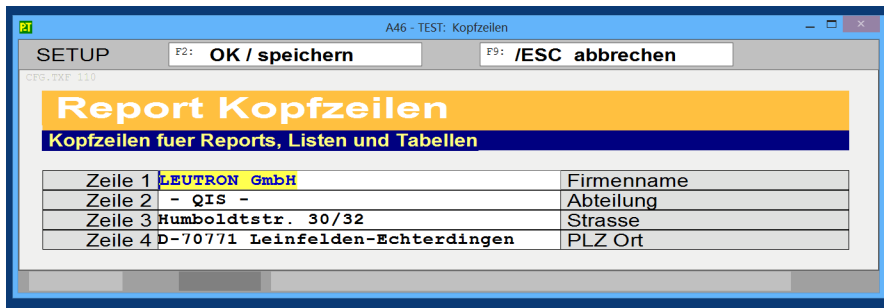 A46 - TEST: Kopfzeilen
SETUP F2: OK / speichern F9: /ESC abbrechen
CFG.TXF 110
Report Kopfzeilen
Kopfzeilen fuer Reports, Listen und Tabellen
Zeile 1 LEUTRON GmbH Firmenname
Zeile 2 - QIS - Abteilung
Zeile 3 Humboldtstr. 30/32 Strasse
Zeile 4 D-70771 Leinfelden-Echterdingen PLZ Ort